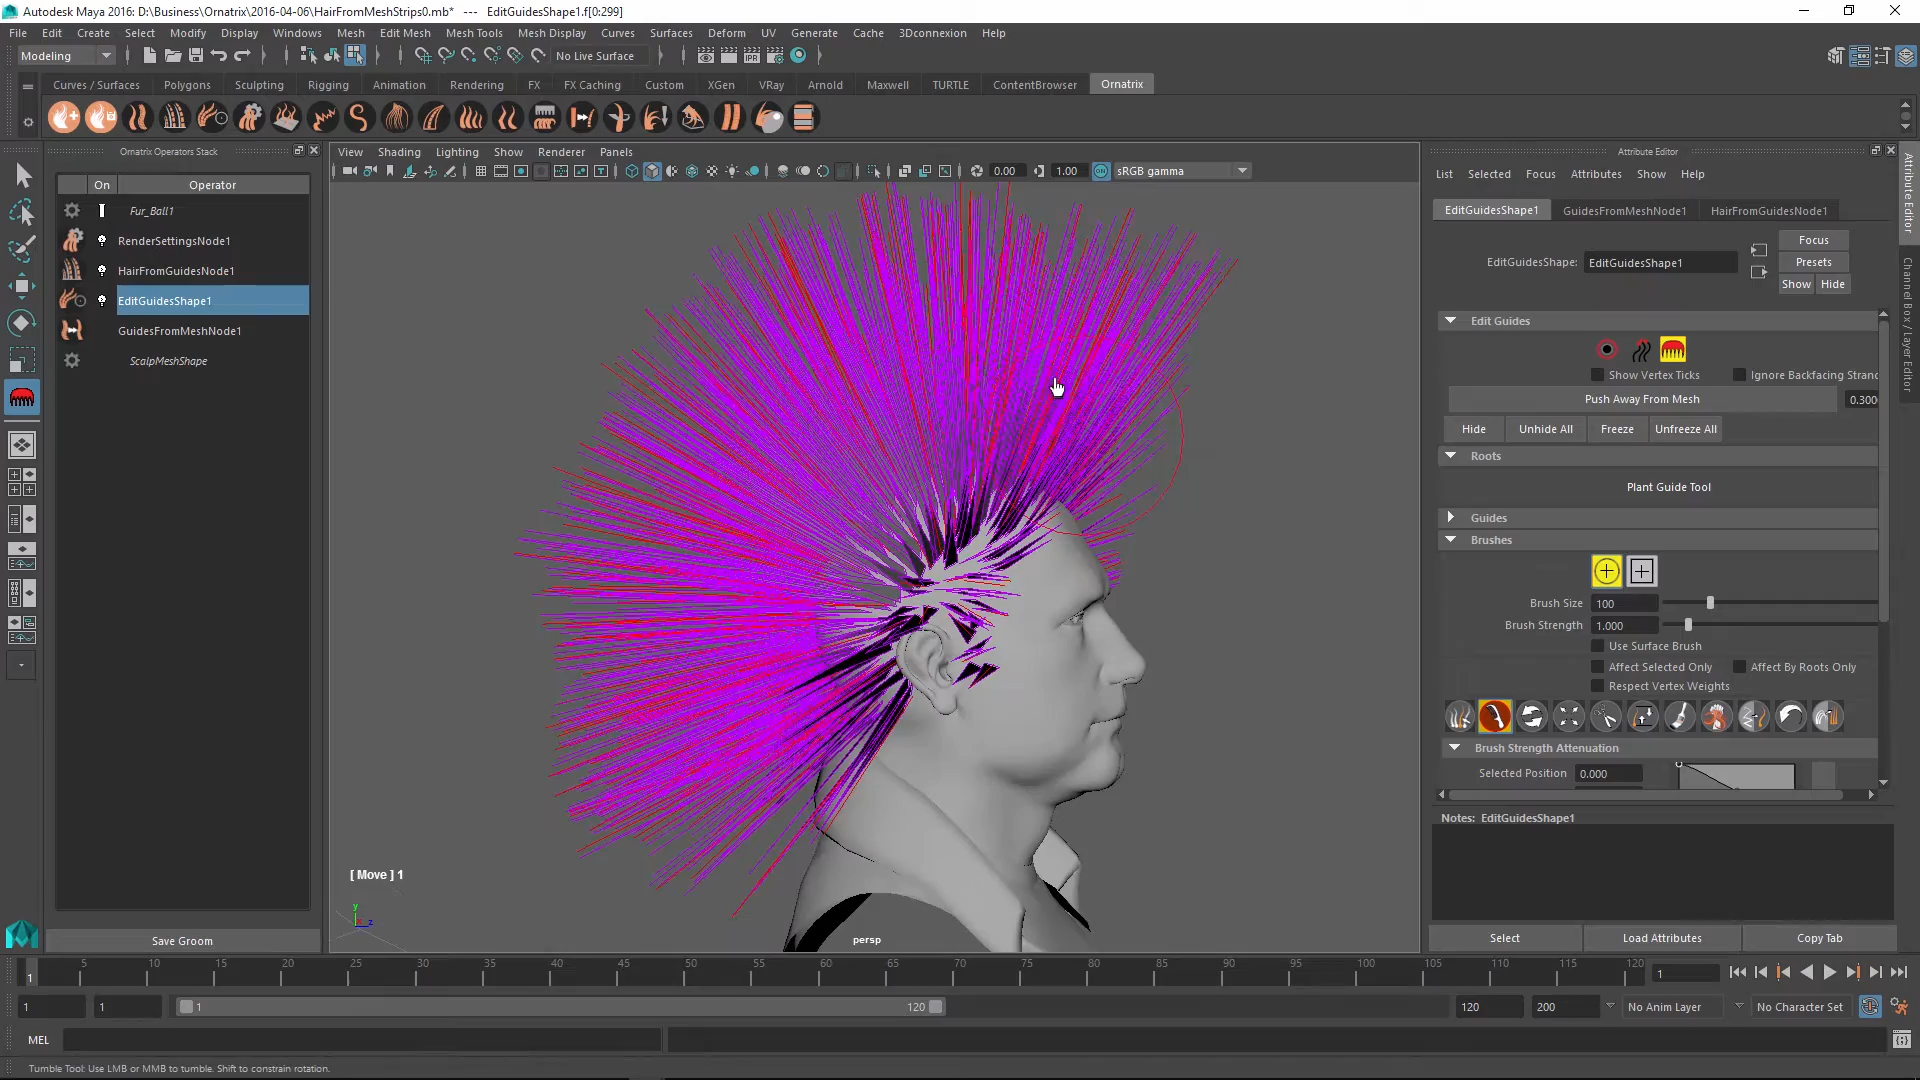 Autodesk Maya 2016: D:\Business\Ornatrix\2016-04-06\HairFromMeshStrips0.mb* --- EditGuidesShape1.f[0:299]
File Edit Create Select Modify Display Windows Mesh Edit Mesh Mesh Tools Mesh Display Curves Surfaces Deform UV Generate Cache 3Dconnexion Help
Modeling No Live Surface
Curves / Surfaces Polygons Sculpting Rigging Animation Rendering FX FX Caching Custom XGen VRay Arnold Maxwell TURTLE ContentBrowser Ornatrix
Ornatrix Operators Stack
On Operator
Fur_Ball1
RenderSettingsNode1
HairFromGuidesNode1
EditGuidesShape1
GuidesFromMeshNode1
ScalpMeshShape
Save Groom
View Shading Lighting Show Renderer Panels
0.00 1.00 ON sRGB gamma
[ Move ] 1
y
z
persp
Attribute Editor
List Selected Focus Attributes Show Help
EditGuidesShape1 GuidesFromMeshNode1 HairFromGuidesNode1
EditGuidesShape: EditGuidesShape1
Focus
Presets
Show Hide
Edit Guides
Show Vertex Ticks Ignore Backfacing Stranc
Push Away From Mesh 0.300
Hide Unhide All Freeze Unfreeze All
Roots
Plant Guide Tool
Guides
Brushes
Brush Size 100
Brush Strength 1.000
Use Surface Brush
Affect Selected Only Affect By Roots Only
Respect Vertex Weights
Brush Strength Attenuation
Selected Position 0.000
Notes: EditGuidesShape1
Select Load Attributes Copy Tab
Attribute Editor
Channel Box / Layer Editor
1 5 10 15 20 25 30 35 40 45 50 55 60 65 70 75 80 85 90 95 100 105 110 115 120 1
1 1 1 120 120 200 No Anim Layer No Character Set
MEL
Tumble Tool: Use LMB or MMB to tumble. Shift to constrain rotation.